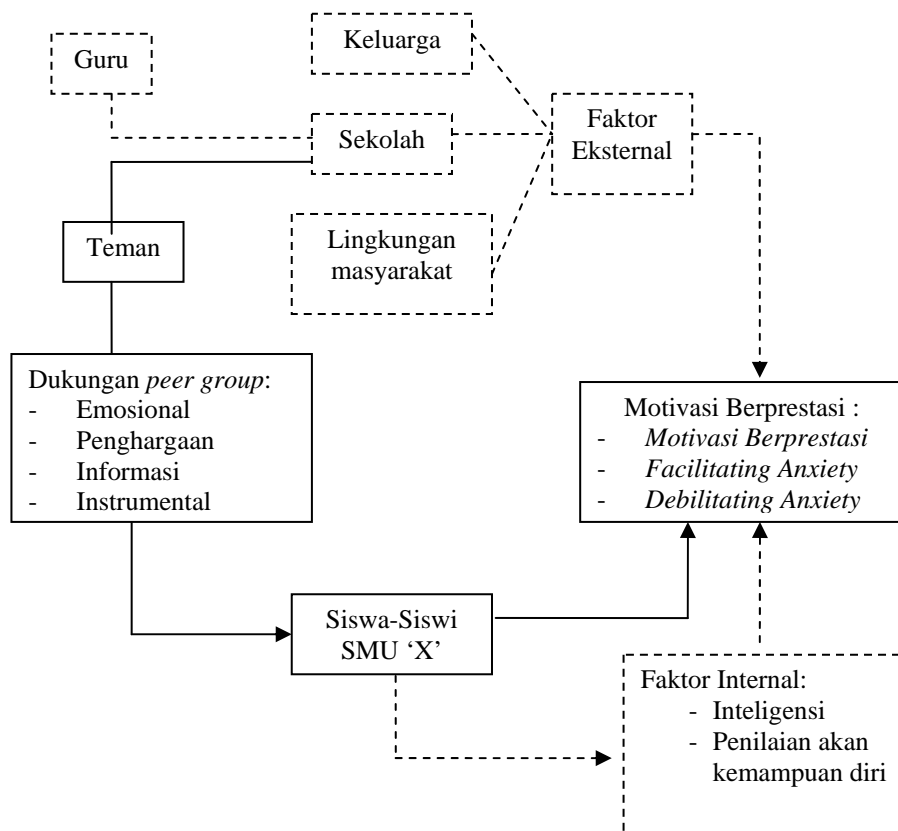 Keluarga
Guru
Sekolah
Faktor
Eksternal
Teman
Lingkungan
masyarakat
Dukungan peer group:
- Emosional
- Penghargaan
- Informasi
- Instrumental
Motivasi Berprestasi :
- Motivasi Berprestasi
- Facilitating Anxiety
- Debilitating Anxiety
Siswa-Siswi
SMU ‘X’
Faktor Internal:
- Inteligensi
- Penilaian akan
kemampuan diri